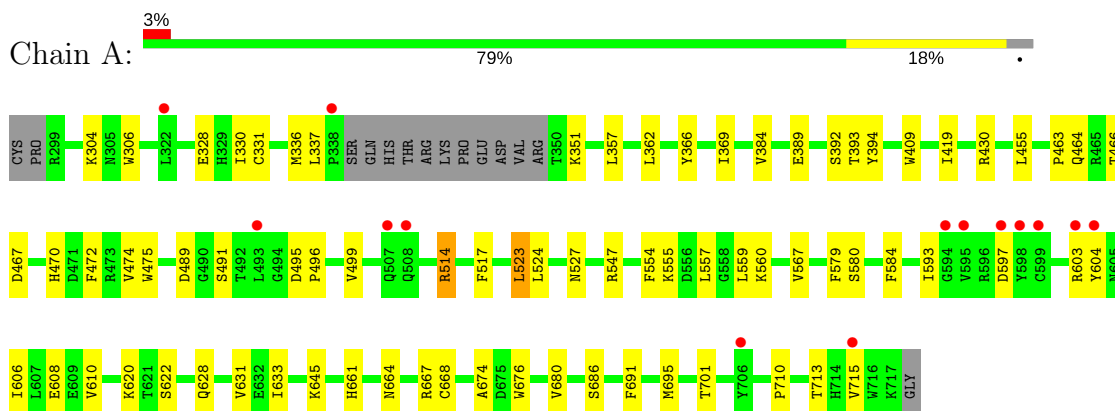 3%
Chain A:
79% 18% •
CYS PRO R299 K304 N305 W306 L322 E328 H329 I330 C331 M336 L337 P338 SER GLN HIS THR ARG LYS PRO GLU ASP VAL ARG T350 K351 L357 L362 Y366 I369 V384 E389 S392 T393 Y394 W409 I419 R430 L455 P463 Q464 R465 T466
D467 H470 D471 F472 R473 V474 W475 D489 G490 S491 T492 L493 G494 D495 P496 V499 Q507 Q508 R514 F517 L523 L524 N527 R547 F554 K555 D556 L557 G558 L559 K560 V567 F579 S580 F584 I593 G594 V595 R596 D597 Y598 C599 R603 Y604 N605
I606 L607 E608 E609 V610 K620 T621 S622 Q628 V631 E632 I633 K645 H661 N664 R667 C668 A674 D675 W676 V680 S686 F691 M695 T701 Y706 P710 T713 H714 V715 W716 K717 GLY